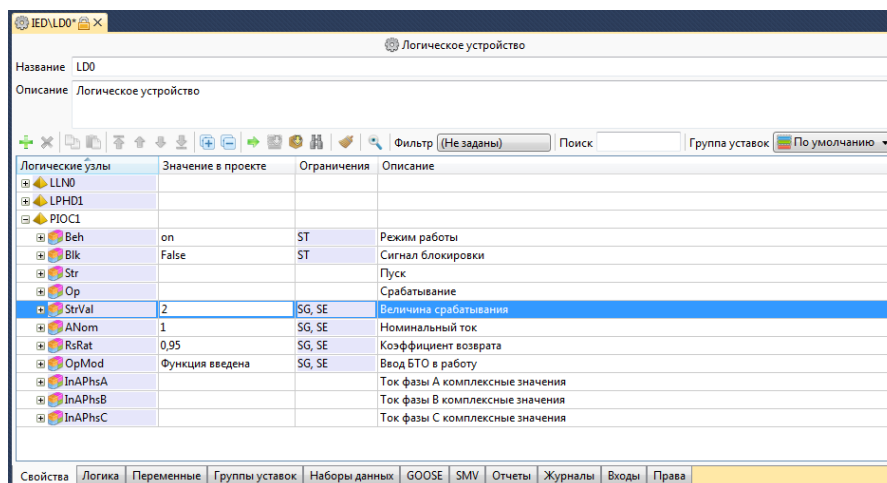 IED\LD0*
Логическое устройство
Название LD0
Описание Логическое устройство
Фильтр (Не заданы) Поиск Группа уставок По умолчанию
Логические узлы Значение в проекте Ограничения Описание
LLN0
LPHD1
PIOC1
Beh on ST Режим работы
Blk False ST Сигнал блокировки
Str Пуск
Op Срабатывание
StrVal 2 SG, SE Величина срабатывания
ANom 1 SG, SE Номинальный ток
RsRat 0,95 SG, SE Коэффициент возврата
OpMod Функция введена SG, SE Ввод БТО в работу
InAPhsA Ток фазы A комплексные значения
InAPhsB Ток фазы B комплексные значения
InAPhsC Ток фазы C комплексные значения
Свойства Логика Переменные Группы уставок Наборы данных GOOSE SMV Отчеты Журналы Входы Права